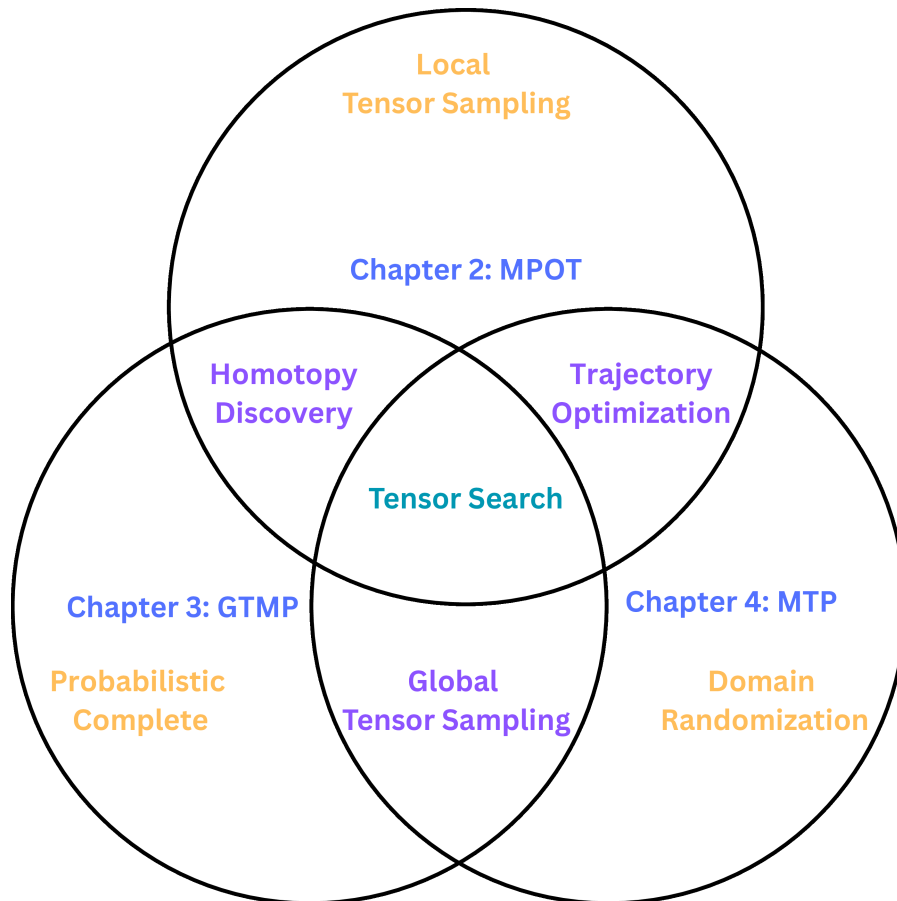 Local
Tensor Sampling
Chapter 2: MPOT
Homotopy
Discovery
Trajectory
Optimization
Tensor Search
Chapter 3: GTMP
Chapter 4: MTP
Probabilistic
Complete
Global
Tensor Sampling
Domain
Randomization